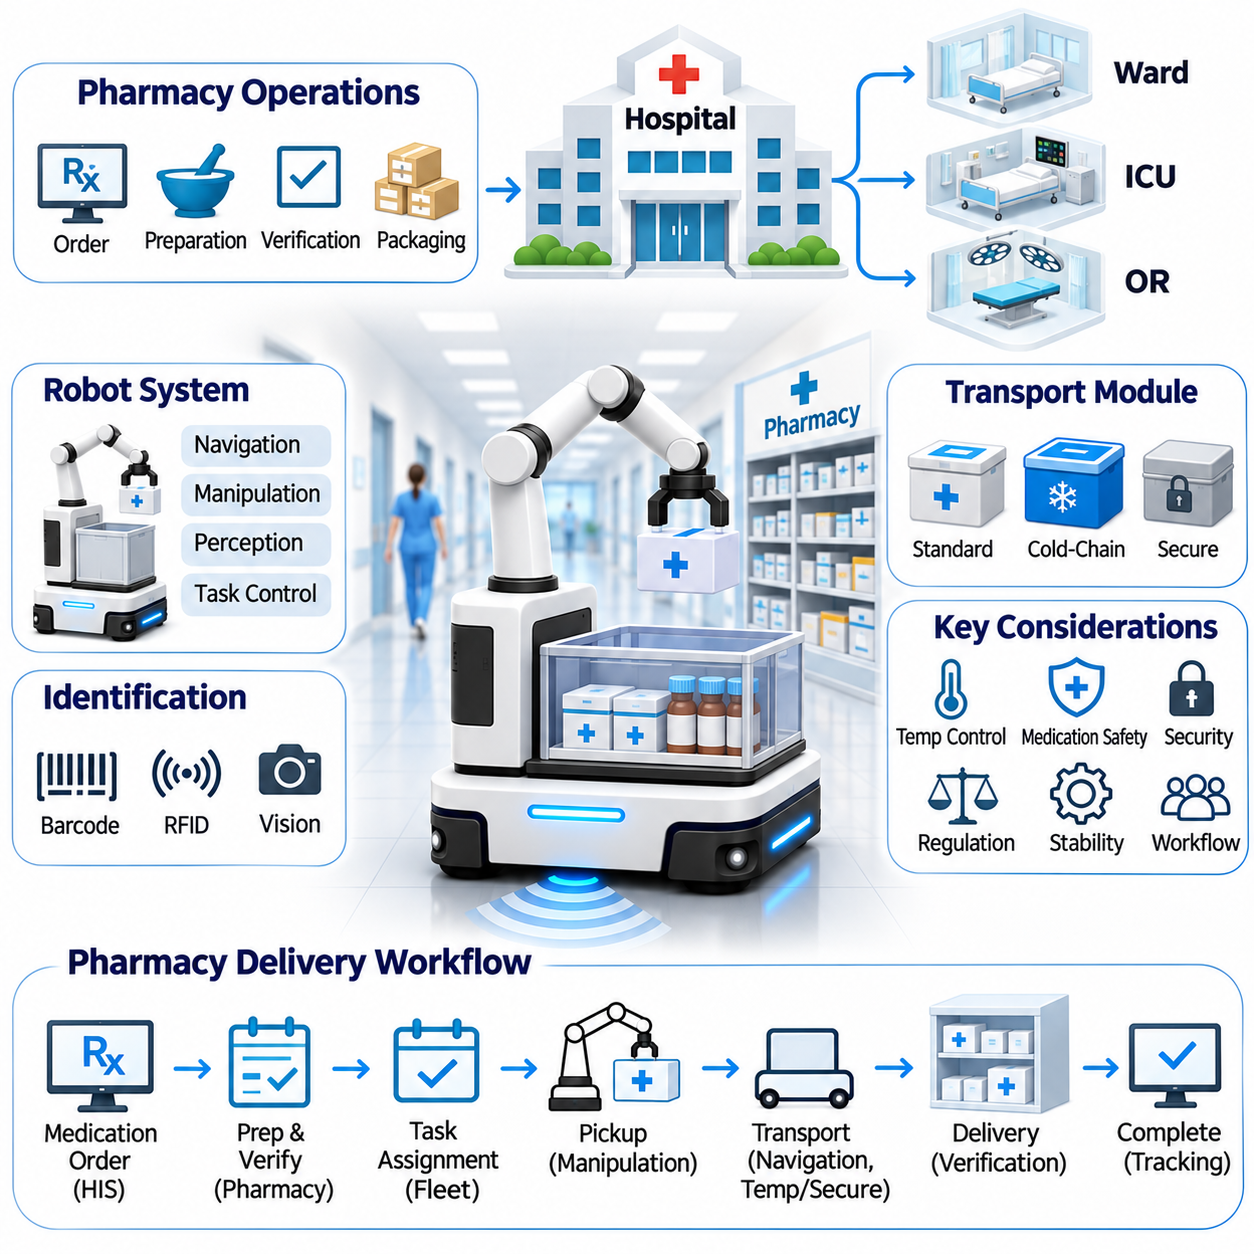 Pharmacy Operations
Rx
Order
Preparation
Verification
Packaging
Hospital
Ward
ICU
OR
Robot System
Navigation
Manipulation
Perception
Task Control
Pharmacy
Transport Module
Standard
Cold-Chain
Secure
Identification
Barcode
RFID
Vision
Key Considerations
Temp Control
Medication Safety
Security
Regulation
Stability
Workflow
Pharmacy Delivery Workflow
Rx
Medication
Order
(HIS)
Prep &
Verify
(Pharmacy)
Task
Assignment
(Fleet)
Pickup
(Manipulation)
Transport
(Navigation,
Temp/Secure)
Delivery
(Verification)
Complete
(Tracking)